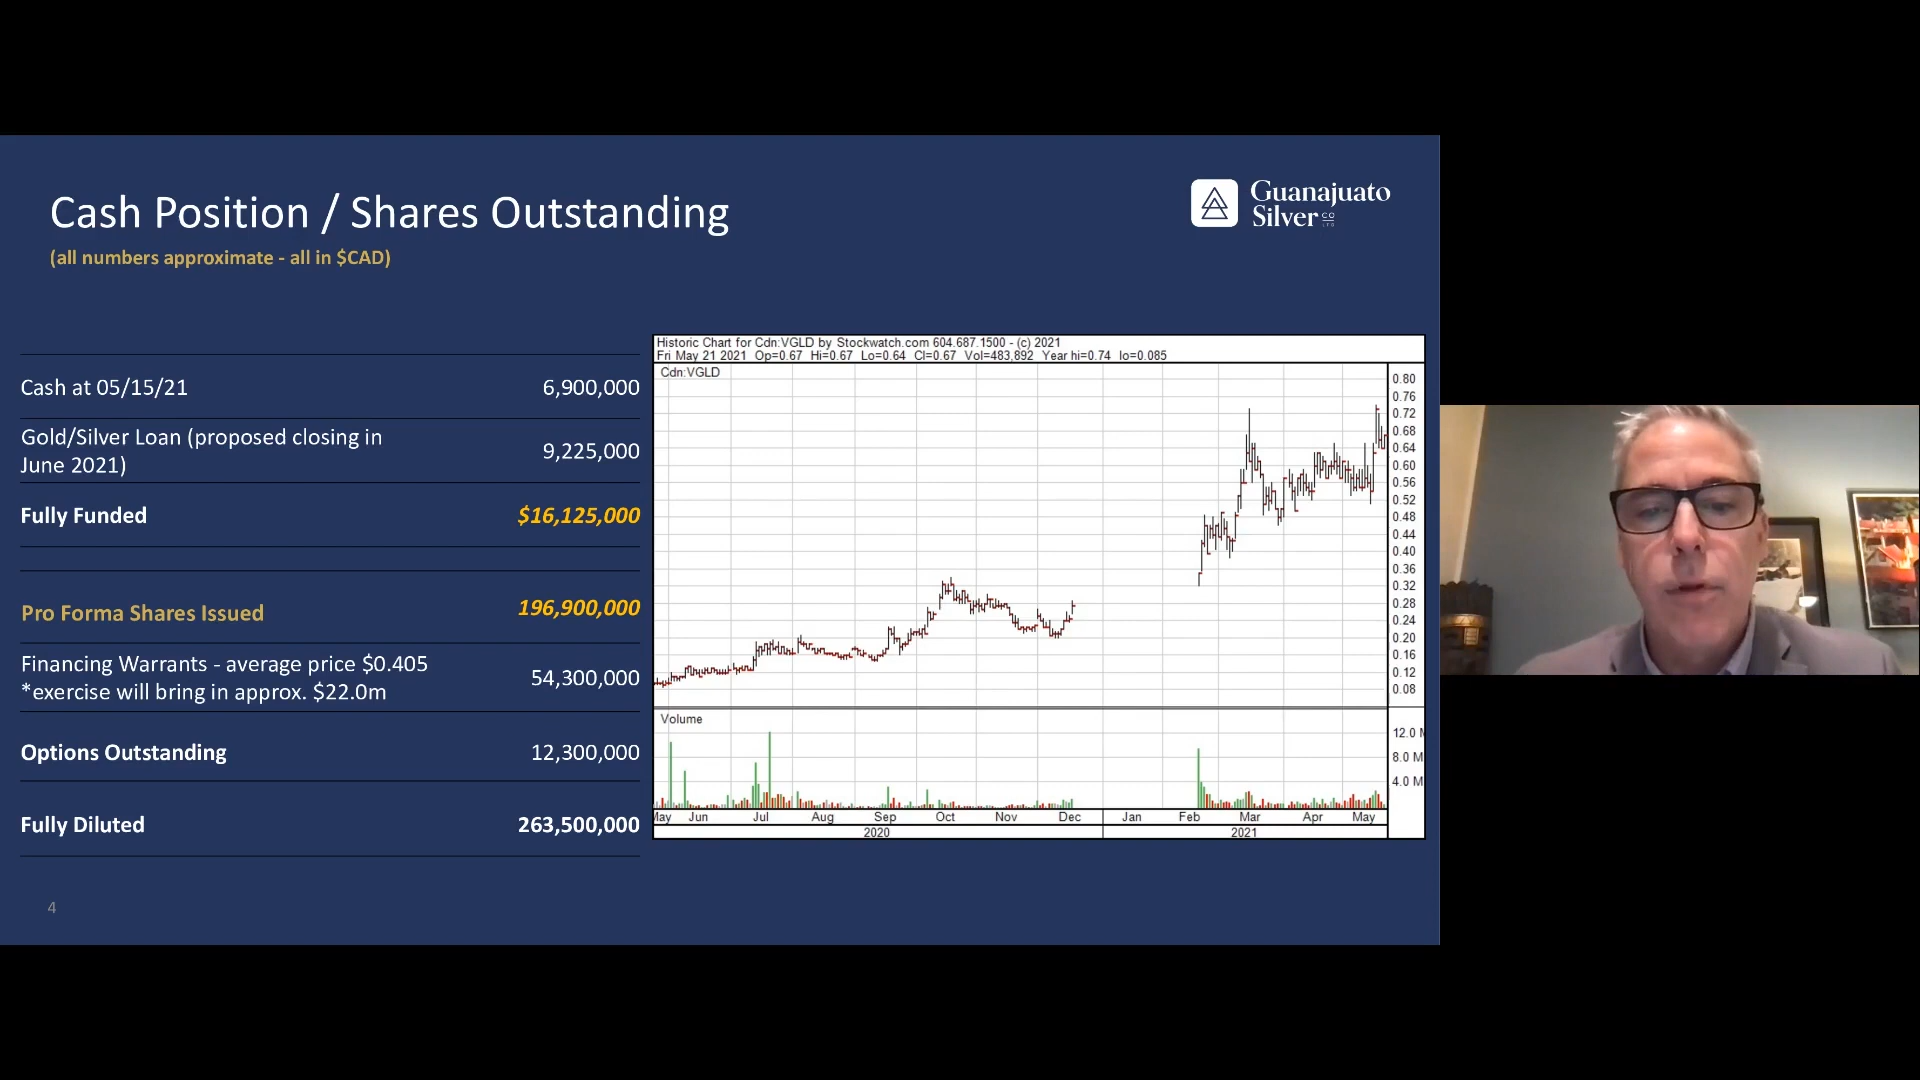 Cash Position / Shares Outstanding
(all numbers approximate - all in $CAD)
Guanajuato
Silver CO
LTD
Cash at 05/15/21 6,900,000
Gold/Silver Loan (proposed closing in
June 2021) 9,225,000
Fully Funded $16,125,000
Pro Forma Shares Issued 196,900,000
Financing Warrants - average price $0.405
*exercise will bring in approx. $22.0m 54,300,000
Options Outstanding 12,300,000
Fully Diluted 263,500,000
4
Historic Chart for Cdn:VGLD by Stockwatch.com 604.687.1500 - (c) 2021
Fri May 21 2021 Op=0.67 Hi=0.67 Lo=0.64 Cl=0.67 Vol=483,892 Year hi=0.74 lo=0.085
Cdn:VGLD
0.80
0.76
0.72
0.68
0.64
0.60
0.56
0.52
0.48
0.44
0.40
0.36
0.32
0.28
0.24
0.20
0.16
0.12
0.08
Volume
12.0 M
8.0 M
4.0 M
May Jun Jul Aug Sep Oct Nov Dec Jan Feb Mar Apr May
2020 2021